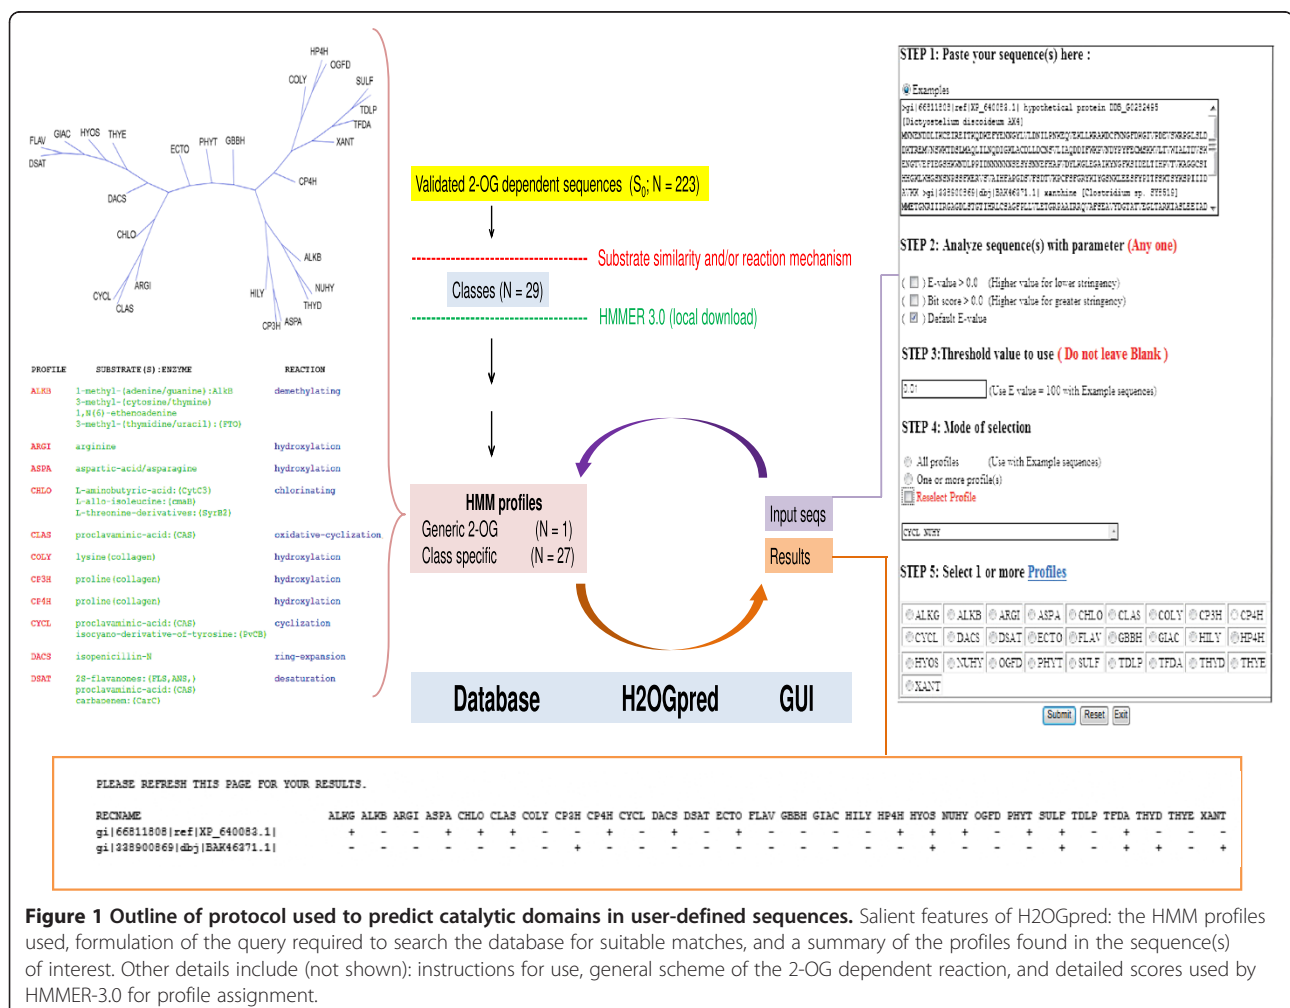 HP4H
OGFD
COLY
SULF
TDLP
TFDA
XANT
FLAV
GIAC
HYOS
THYE
DSAT
ECTO
PHYT
GBBH
CP4H
DACS
CHLO
ALKB
CYCL
ARGI
CLAS
HILY
NUHY
THYD
CP3H
ASPA
PROFILE SUBSTRATE(S):ENZYME REACTION
ALKB 1-methyl-(adenine/guanine):AlkB demethylating
3-methyl-(cytosine/thymine)
1,N(6)-ethenoadenine
3-methyl-(thymidine/uracil):(FTO)
ARGI arginine hydroxylation
ASPA aspartic-acid/asparagine hydroxylation
CHLO L-aminobutyric-acid:(CytC3) chlorinating
L-allo-isoleucine:(cmaB)
L-threonine-derivatives:(SyrB2)
CLAS proclavaminic-acid:(CAS) oxidative-cyclization
COLY lysine(collagen) hydroxylation
CP3H proline(collagen) hydroxylation
CP4H proline(collagen) hydroxylation
CYCL proclavaminic-acid:(CAS) cyclization
isocyano-derivative-of-tyrosine:(PvCB)
DACS isopenicillin-N ring-expansion
DSAT 2S-flavanones:(FLS,ANS,) desaturation
proclavaminic-acid:(CAS)
carbapenem:(CarC)
Validated 2-OG dependent sequences (S0; N = 223)
Substrate similarity and/or reaction mechanism
Classes (N = 29)
HMMER 3.0 (local download)
HMM profiles
Generic 2-OG (N = 1)
Class specific (N = 27)
Input seqs
Results
Database H2OGpred GUI
STEP 1: Paste your sequence(s) here :
Examples
>gi|66811808|ref|XP_640083.1| hypothetical protein DDB_G0282495
[Dictyostelium discoideum AX4]
STEP 2: Analyze sequence(s) with parameter (Any one)
( ) E-value > 0.0 (Higher value for lower stringency)
( ) Bit score > 0.0 (Higher value for greater stringency)
( ) Default E-value
STEP 3:Threshold value to use ( Do not leave Blank )
0.01 (Use E value = 100 with Example sequences)
STEP 4: Mode of selection
All profiles (Use with Example sequences)
One or more profile(s)
Reselect Profile
CYCL NUHY
STEP 5: Select 1 or more Profiles
ALKG ALKB ARGI ASPA CHLO CLAS COLY CP3H CP4H
CYCL DACS DSAT ECTO FLAV GBBH GIAC HILY HP4H
HYOS NUHY OGFD PHYT SULF TDLP TFDA THYD THYE
XANT
Submit Reset Exit
PLEASE REFRESH THIS PAGE FOR YOUR RESULTS.
RECNAME ALKG ALKB ARGI ASPA CHLO CLAS COLY CP3H CP4H CYCL DACS DSAT ECTO FLAV GBBH GIAC HILY HP4H HYOS NUHY OGFD PHYT SULF TDLP TFDA THYD THYE XANT
gi|66811808|ref|XP_640083.1| + - - + + + - - + - + - + - - - - + - + - + + - + - - -
gi|338900869|dbj|BAK46371.1| - - - - - - - + - - - - - - - - - - + - - - + - + + - +
Figure 1 Outline of protocol used to predict catalytic domains in user-defined sequences. Salient features of H2OGpred: the HMM profiles
used, formulation of the query required to search the database for suitable matches, and a summary of the profiles found in the sequence(s)
of interest. Other details include (not shown): instructions for use, general scheme of the 2-OG dependent reaction, and detailed scores used by
HMMER-3.0 for profile assignment.